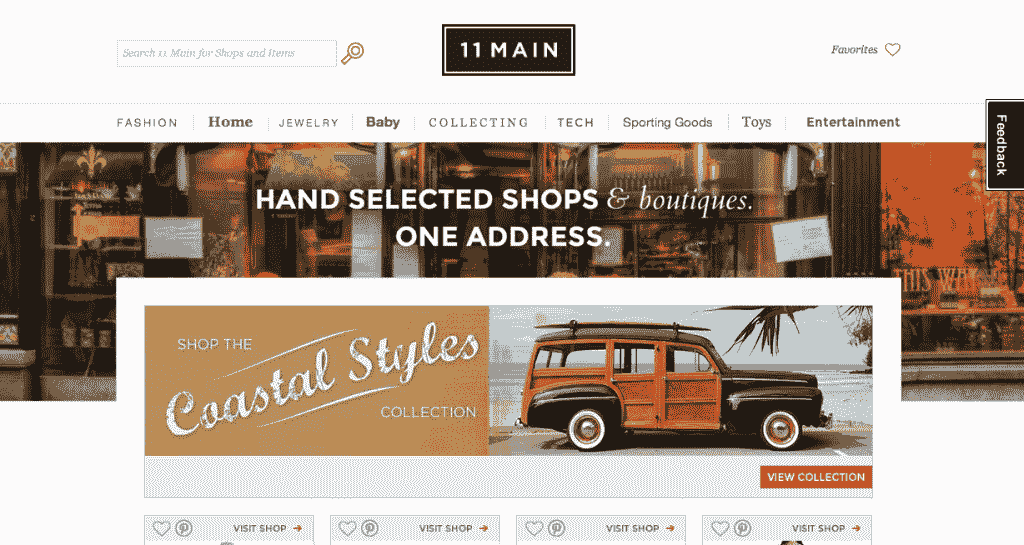 11 MAIN
Search 11 Main for Shops and Items
Favorites
FASHION Home JEWELRY Baby COLLECTING TECH Sporting Goods Toys Entertainment
Feedback
HAND SELECTED SHOPS & boutiques.
ONE ADDRESS.
THIS WAY
SHOP THE
Coastal Styles
COLLECTION
VIEW COLLECTION
VISIT SHOP VISIT SHOP VISIT SHOP VISIT SHOP